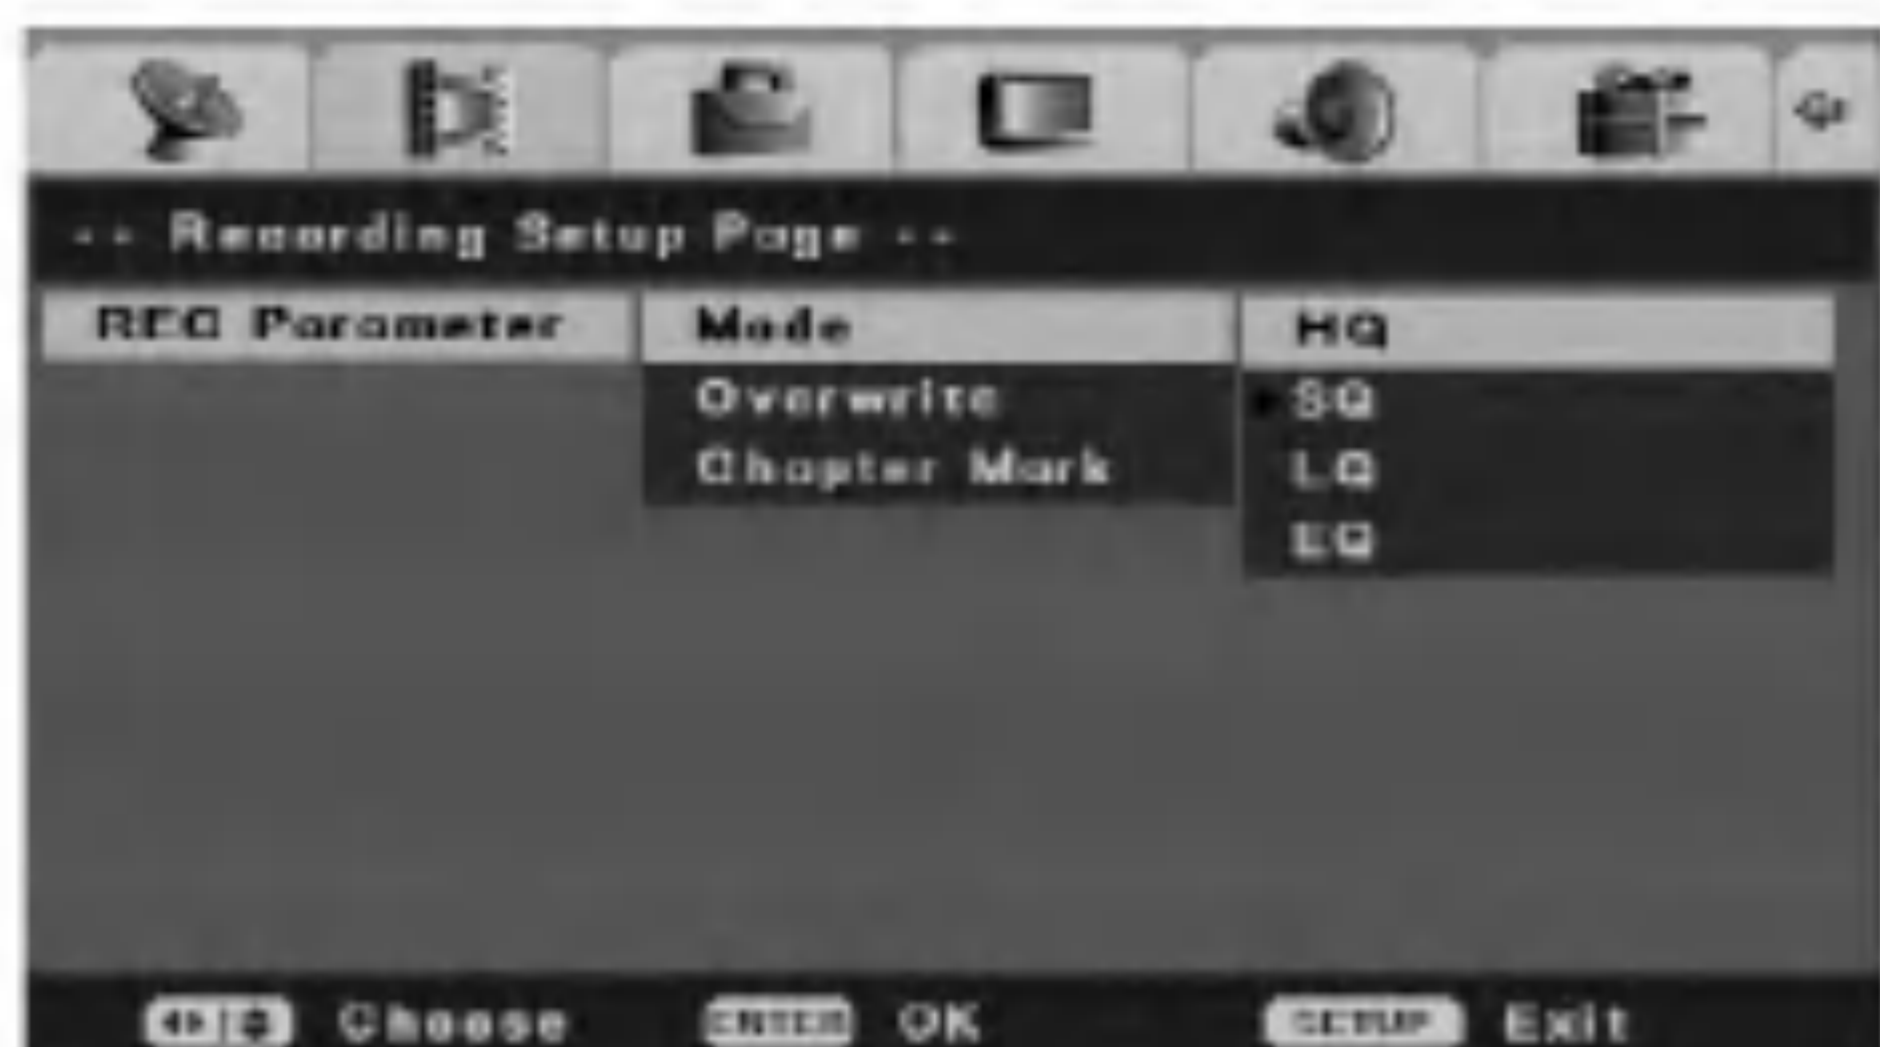 -- Recording Setup Page --
REC Parameter Mode HQ
Overwrite SQ
Chapter Mark LQ
EQ
Choose ENTER OK SETUP Exit